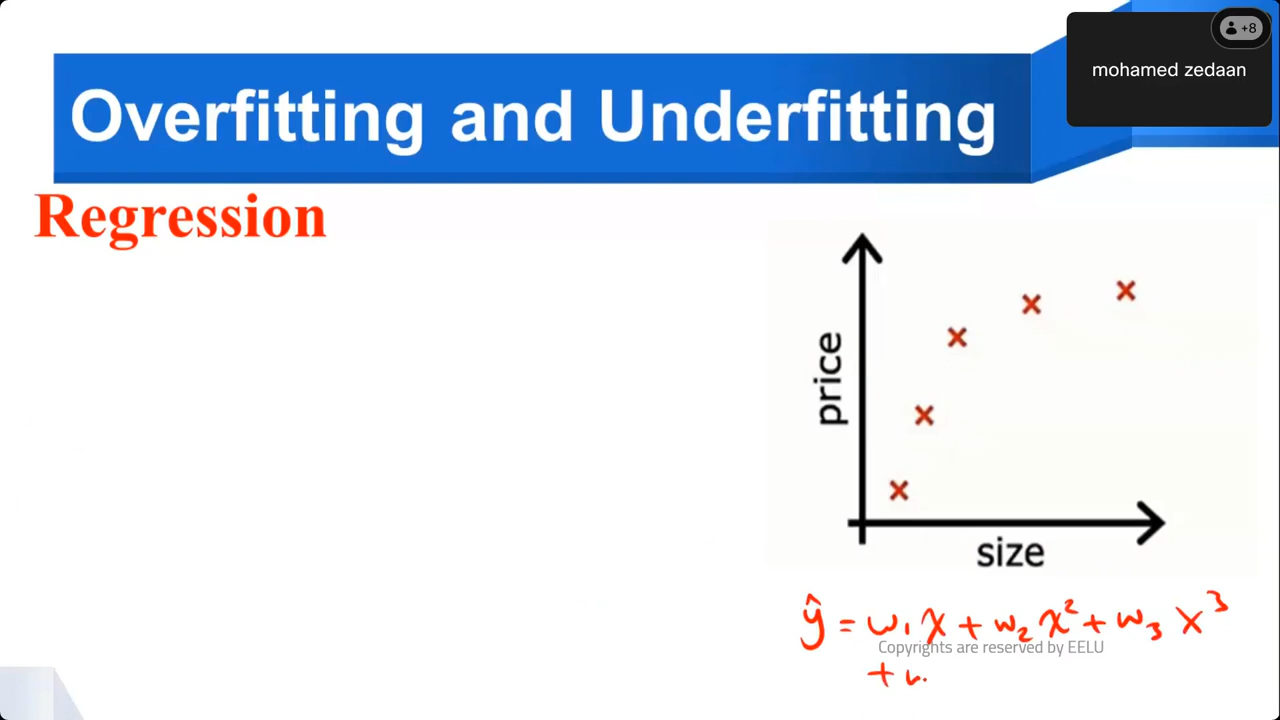 +8
mohamed zedaan
Overfitting and Underfitting
Regression
price
size
ŷ = w₁x + w₂x² + w₃x³
Copyrights are reserved by EELU
+